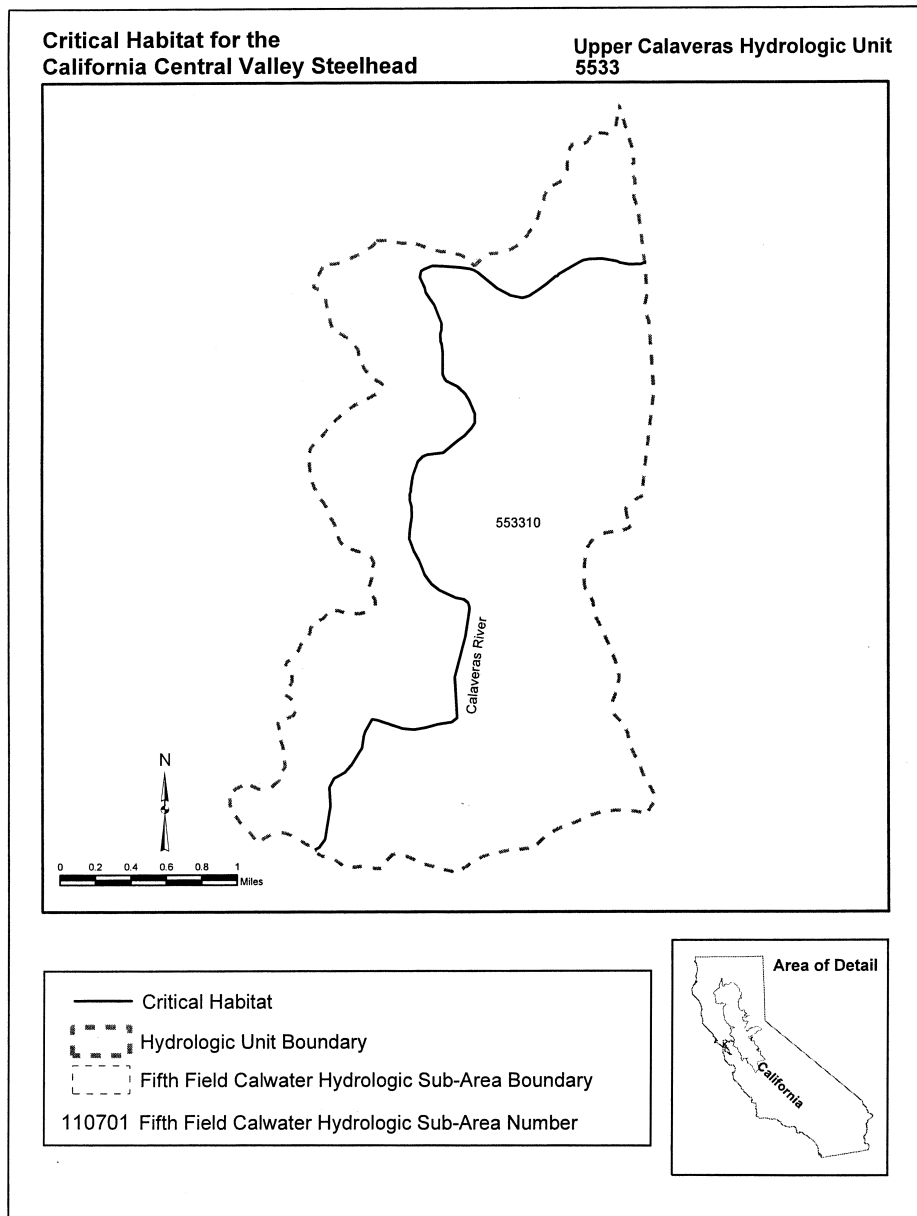 Critical Habitat for the
California Central Valley Steelhead
Upper Calaveras Hydrologic Unit
5533
553310
Calaveras River
N
0 0.2 0.4 0.6 0.8 1
Miles
Critical Habitat
Hydrologic Unit Boundary
Fifth Field Calwater Hydrologic Sub-Area Boundary
110701 Fifth Field Calwater Hydrologic Sub-Area Number
Area of Detail
California